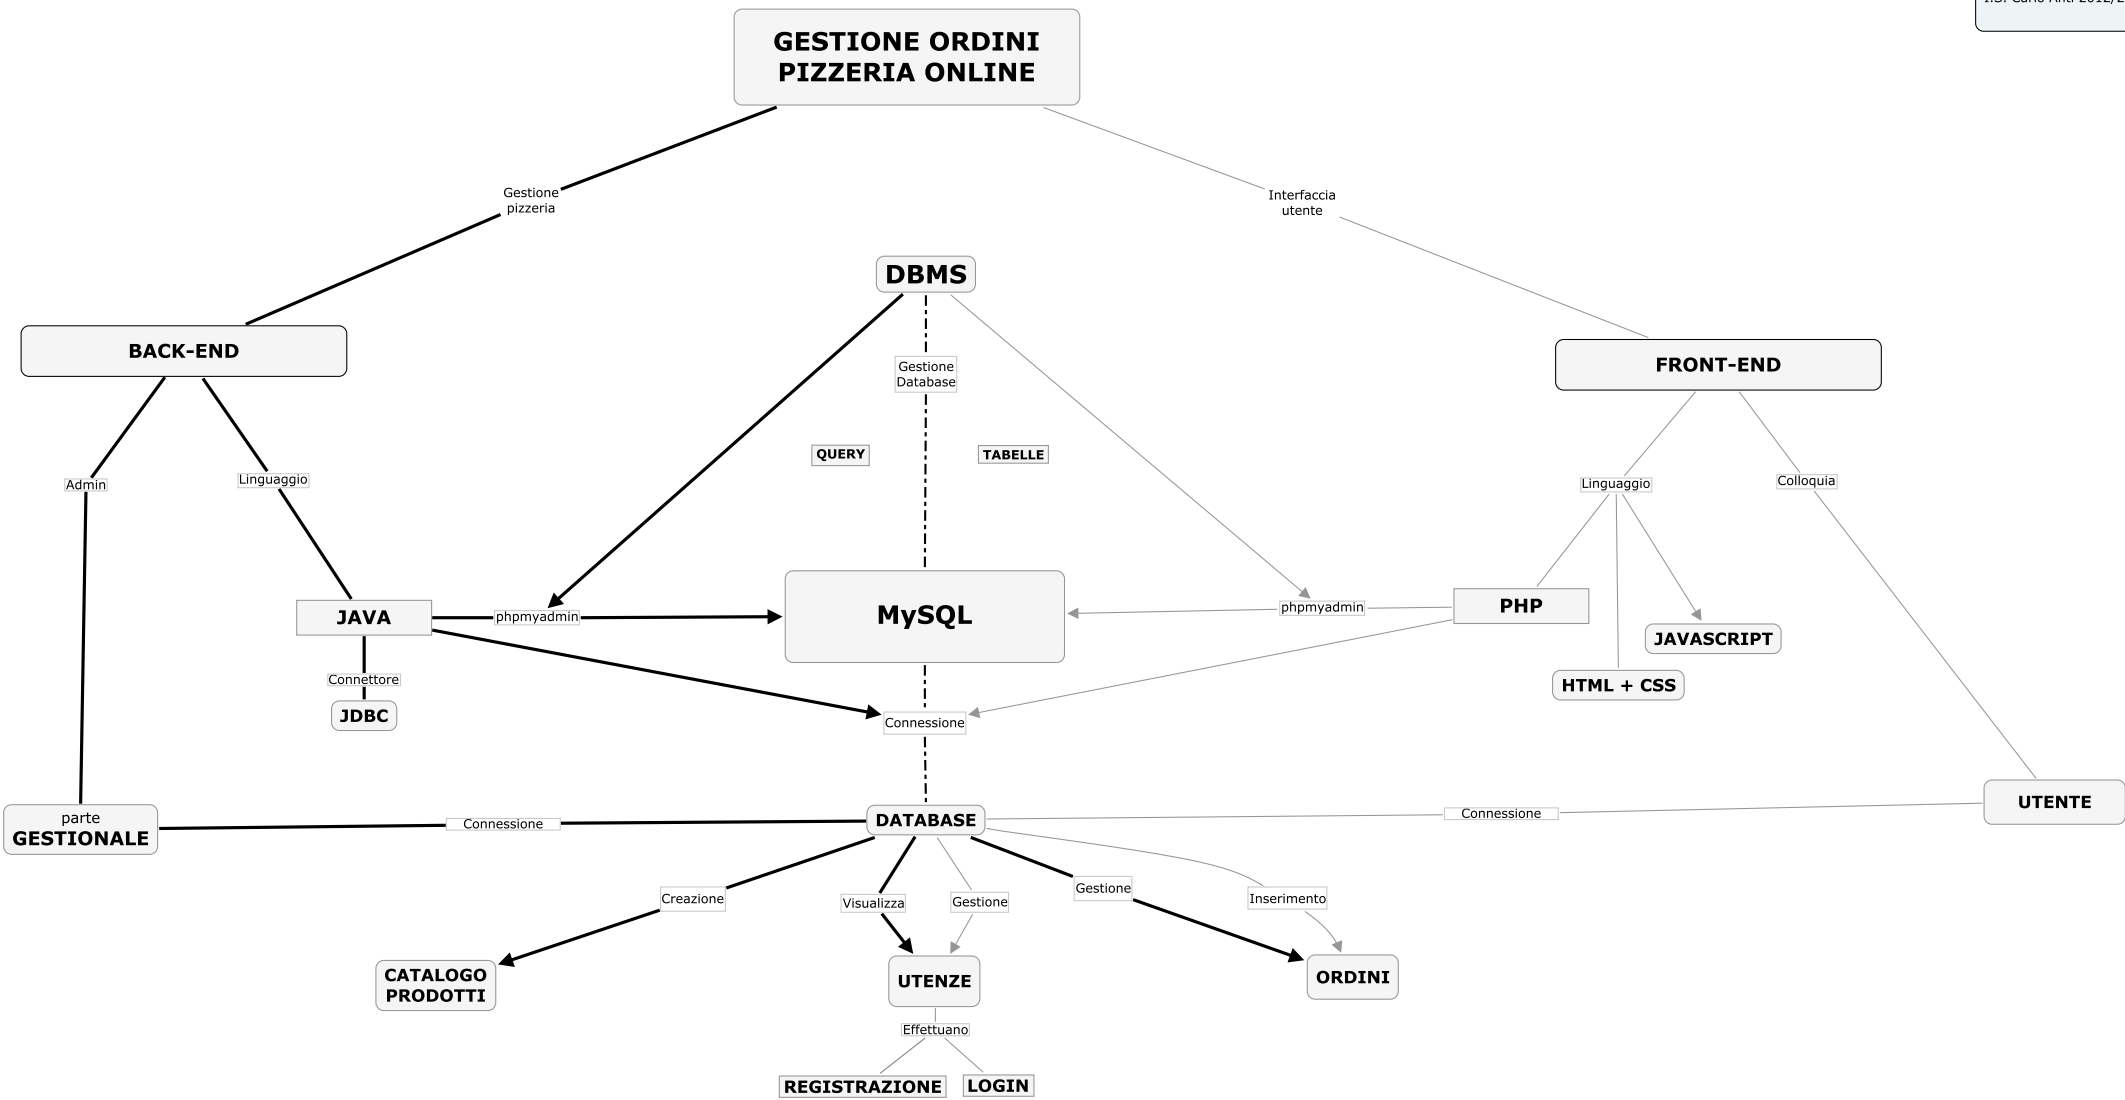 GESTIONE ORDINI
PIZZERIA ONLINE
Gestione
pizzeria
Interfaccia
utente
DBMS
BACK-END
FRONT-END
Gestione
Database
QUERY
TABELLE
Admin
Linguaggio
Linguaggio
Colloquia
JAVA
phpmyadmin
MySQL
phpmyadmin
PHP
JAVASCRIPT
Connettore
HTML + CSS
JDBC
Connessione
parte
GESTIONALE
Connessione
DATABASE
Connessione
UTENTE
Creazione
Visualizza
Gestione
Gestione
Inserimento
CATALOGO
PRODOTTI
UTENZE
ORDINI
Effettuano
REGISTRAZIONE
LOGIN